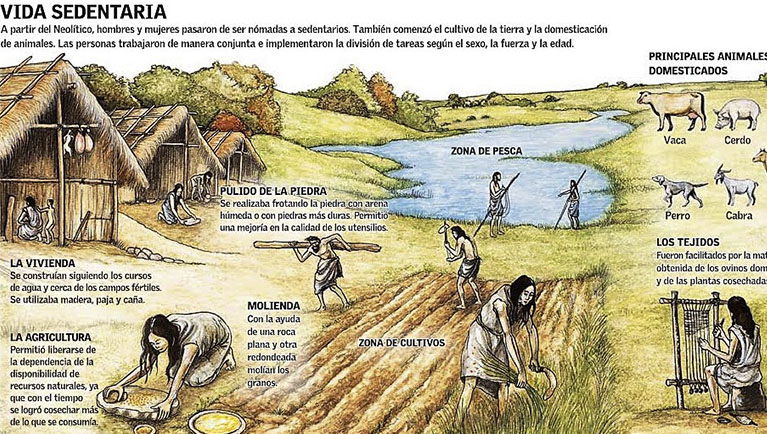 VIDA SEDENTARIA
A partir del Neolítico, hombres y mujeres pasaron de ser nómadas a sedentarios. También comenzó el cultivo de la tierra y la domesticación
de animales. Las personas trabajaron de manera conjunta e implementaron la división de tareas según el sexo, la fuerza y la edad.
PRINCIPALES ANIMALES
DOMESTICADOS
Vaca
Cerdo
Perro
Cabra
ZONA DE PESCA
PULIDO DE LA PIEDRA
Se realizaba frotando la piedra con arena
húmeda o con piedras más duras. Permitió
una mejoría en la calidad de los utensilios.
LA VIVIENDA
Se construían siguiendo los cursos
de agua y cerca de los campos fértiles.
Se utilizaba madera, paja y caña.
LOS TEJIDOS
Fueron facilitados por la
obtenida de los ovinos
y de las plantas
MOLIENDA
Con la ayuda
de una roca
plana y otra
redondeada
molían los
granos.
ZONA DE CULTIVOS
LA AGRICULTURA
Permitió liberarse de
la dependencia de la
disponibilidad de
recursos naturales, ya
que con el tiempo
se logró cosechar más
de lo que se consumía.